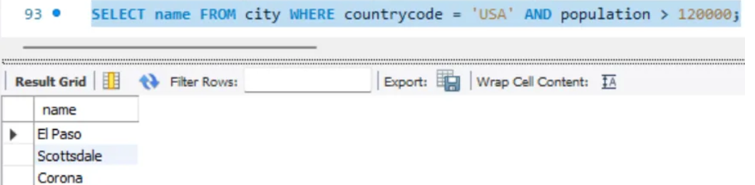 93 SELECT name FROM city WHERE countrycode = 'USA' AND population > 120000;
Result Grid Filter Rows: Export: Wrap Cell Content: IA
name
El Paso
Scottsdale
Corona